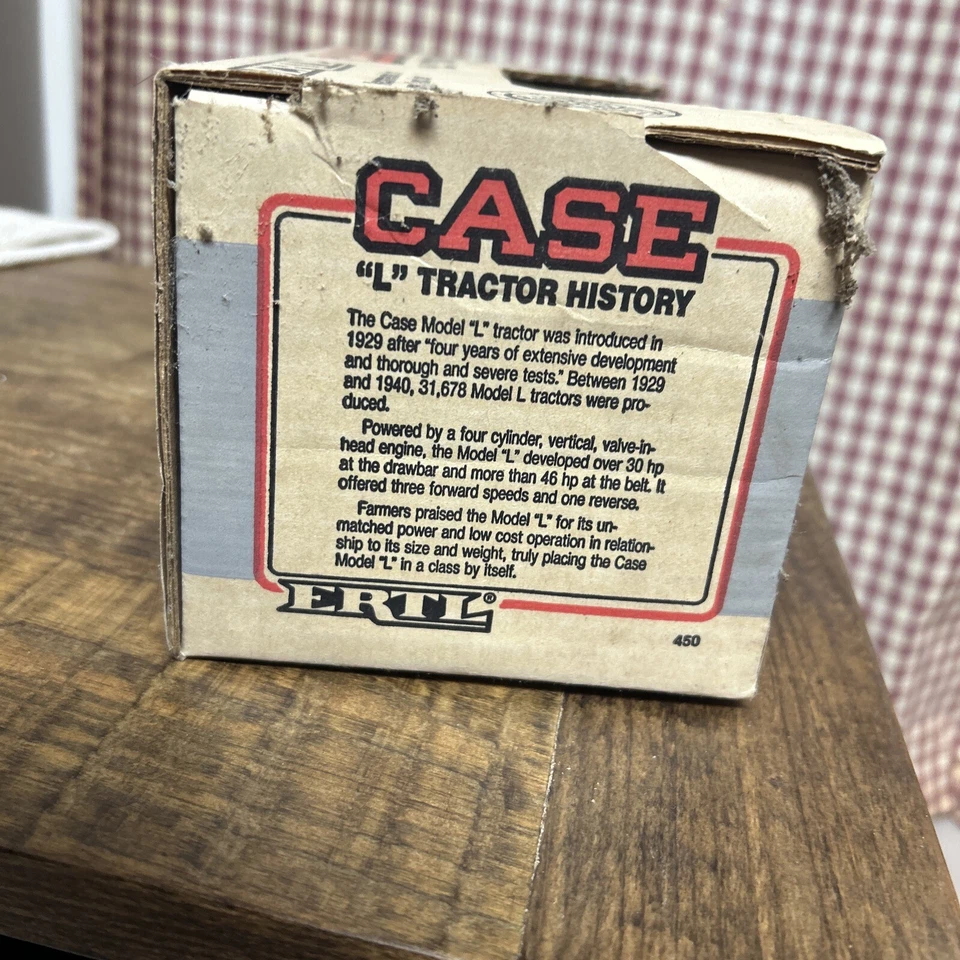 CASE
"L" TRACTOR HISTORY
The Case Model "L" tractor was introduced in
1929 after "four years of extensive development
and thorough and severe tests." Between 1929
and 1940, 31,678 Model L tractors were pro-
duced.
Powered by a four cylinder, vertical, valve-in-
head engine, the Model "L" developed over 30 hp
at the drawbar and more than 46 hp at the belt. It
offered three forward speeds and one reverse.
Farmers praised the Model "L" for its un-
matched power and low cost operation in relation-
ship to its size and weight, truly placing the Case
Model "L" in a class by itself.
ERTL®
450